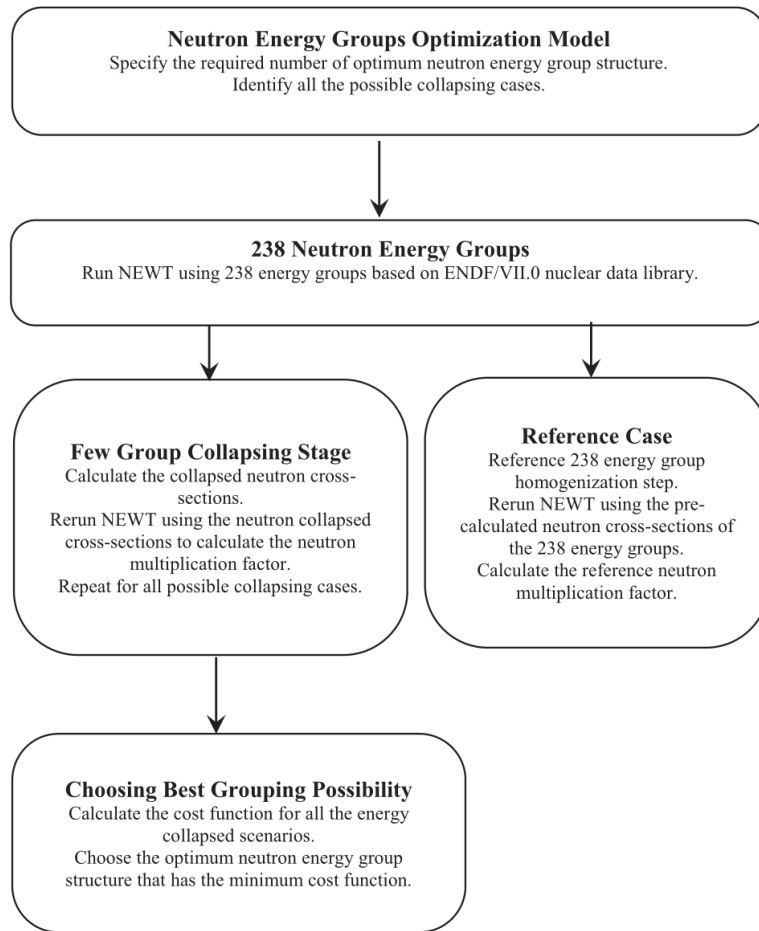 Neutron Energy Groups Optimization Model
Specify the required number of optimum neutron energy group structure.
Identify all the possible collapsing cases.
238 Neutron Energy Groups
Run NEWT using 238 energy groups based on ENDF/VII.0 nuclear data library.
Few Group Collapsing Stage
Calculate the collapsed neutron cross-
sections.
Rerun NEWT using the neutron collapsed
cross-sections to calculate the neutron
multiplication factor.
Repeat for all possible collapsing cases.
Reference Case
Reference 238 energy group
homogenization step.
Rerun NEWT using the pre-
calculated neutron cross-sections of
the 238 energy groups.
Calculate the reference neutron
multiplication factor.
Choosing Best Grouping Possibility
Calculate the cost function for all the energy
collapsed scenarios.
Choose the optimum neutron energy group
structure that has the minimum cost function.